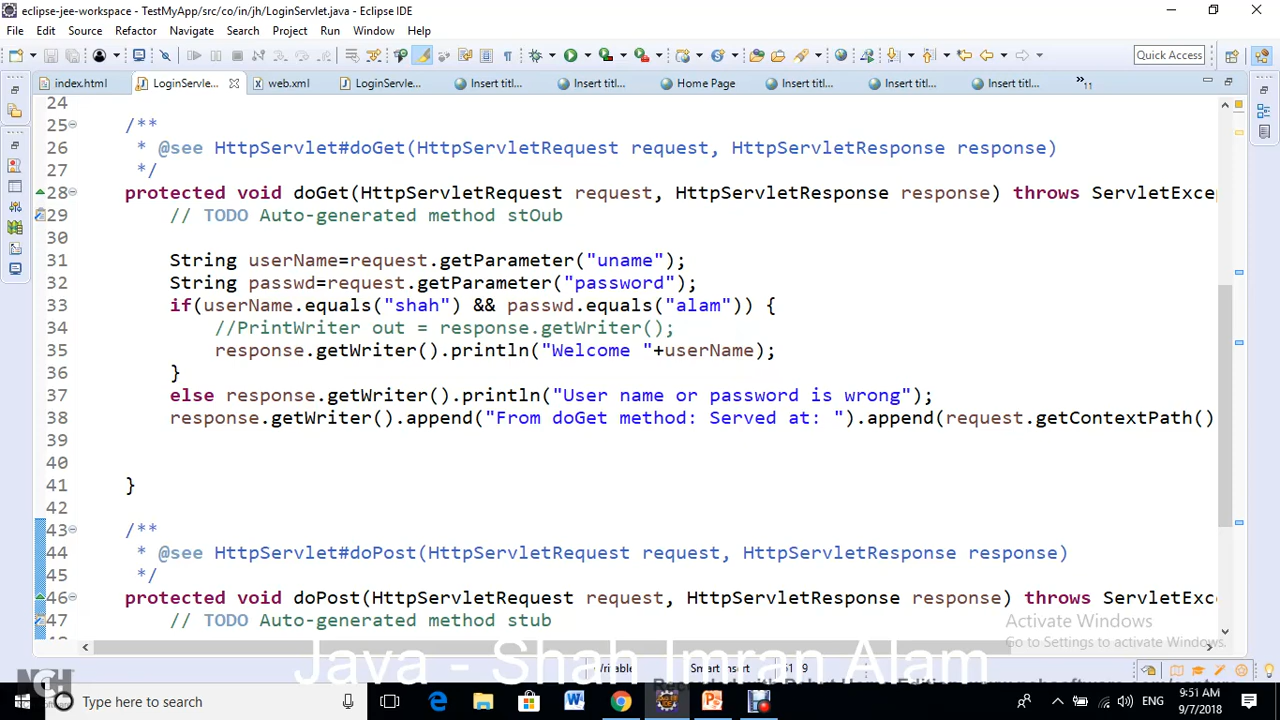 eclipse-jee-workspace - TestMyApp/src/co/in/jh/LoginServlet.java - Eclipse IDE
File Edit Source Refactor Navigate Search Project Run Window Help
Quick Access
index.html LoginServle... web.xml LoginServle... Insert titl... Insert titl... Home Page Insert titl... Insert titl... Insert titl... »11
24
25 /**
26 * @see HttpServlet#doGet(HttpServletRequest request, HttpServletResponse response)
27 */
28 protected void doGet(HttpServletRequest request, HttpServletResponse response) throws ServletExce
29 // TODO Auto-generated method stOub
30
31 String userName=request.getParameter("uname");
32 String passwd=request.getParameter("password");
33 if(userName.equals("shah") && passwd.equals("alam")) {
34 //PrintWriter out = response.getWriter();
35 response.getWriter().println("Welcome "+userName);
36 }
37 else response.getWriter().println("User name or password is wrong");
38 response.getWriter().append("From doGet method: Served at: ").append(request.getContextPath()
39
40
41 }
42
43 /**
44 * @see HttpServlet#doPost(HttpServletRequest request, HttpServletResponse response)
45 */
46 protected void doPost(HttpServletRequest request, HttpServletResponse response) throws ServletExce
47 // TODO Auto-generated method stub
Activate Windows
Go to Settings to activate Windows.
Java - Shah Imran Alam
Writable Smart Insert
NCH
Type here to search
ENG
9:51 AM
9/7/2018